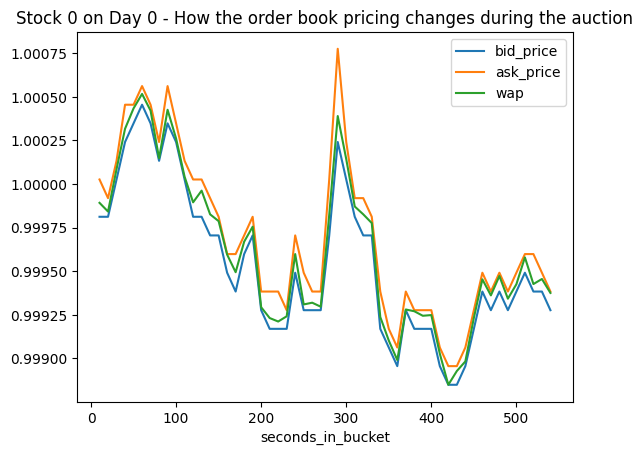 Stock 0 on Day 0 - How the order book pricing changes during the auction
bid_price
ask_price
wap
1.00075
1.00050
1.00025
1.00000
0.99975
0.99950
0.99925
0.99900
0 100 200 300 400 500
seconds_in_bucket